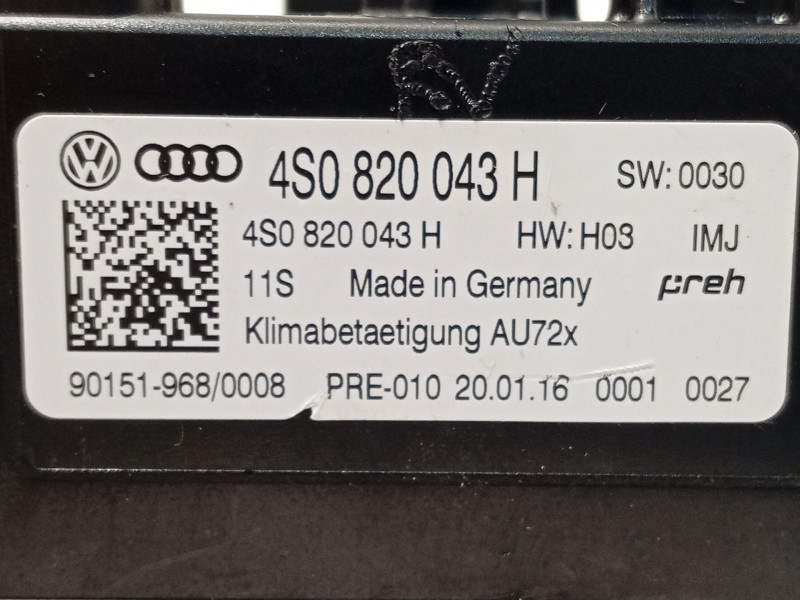 4S0 820 043 H SW: 0030
4S0 820 043 H HW: H03 IMJ
11S Made in Germany preh
Klimabetaetigung AU72x
90151-968/0008 PRE-010 20.01.16 0001 0027